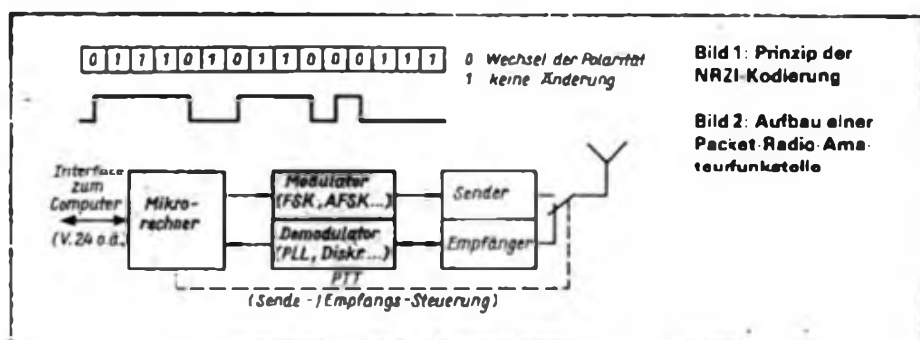 0 1 1 1 0 1 0 1 1 0 0 0 1 1 1
0 Wechsel der Polarität
1 keine Änderung
Bild 1: Prinzip der
NRZI-Kodierung
Bild 2: Aufbau einer
Packet-Radio-Ama-
teurfunkstelle
Interface
zum
Computer
(V. 24 o.ä.)
Mikro-
rechner
Modulator
(FSK, AFSK...)
Demodulator
(PLL, Diskr....)
Sender
Empfänger
PTT
(Sende-/Empfangs-Steuerung)